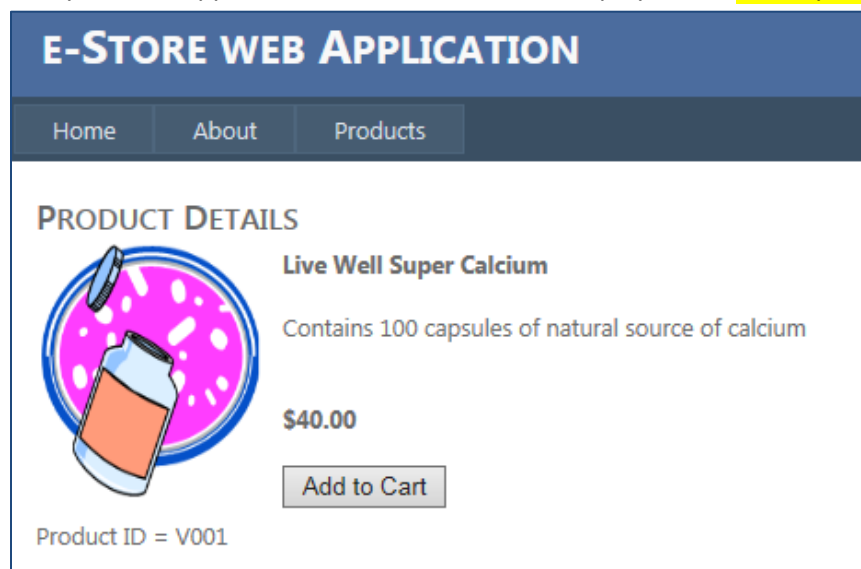 E-STORE WEB APPLICATION
Home About Products
PRODUCT DETAILS
Live Well Super Calcium
Contains 100 capsules of natural source of calcium
$40.00
Add to Cart
Product ID = V001